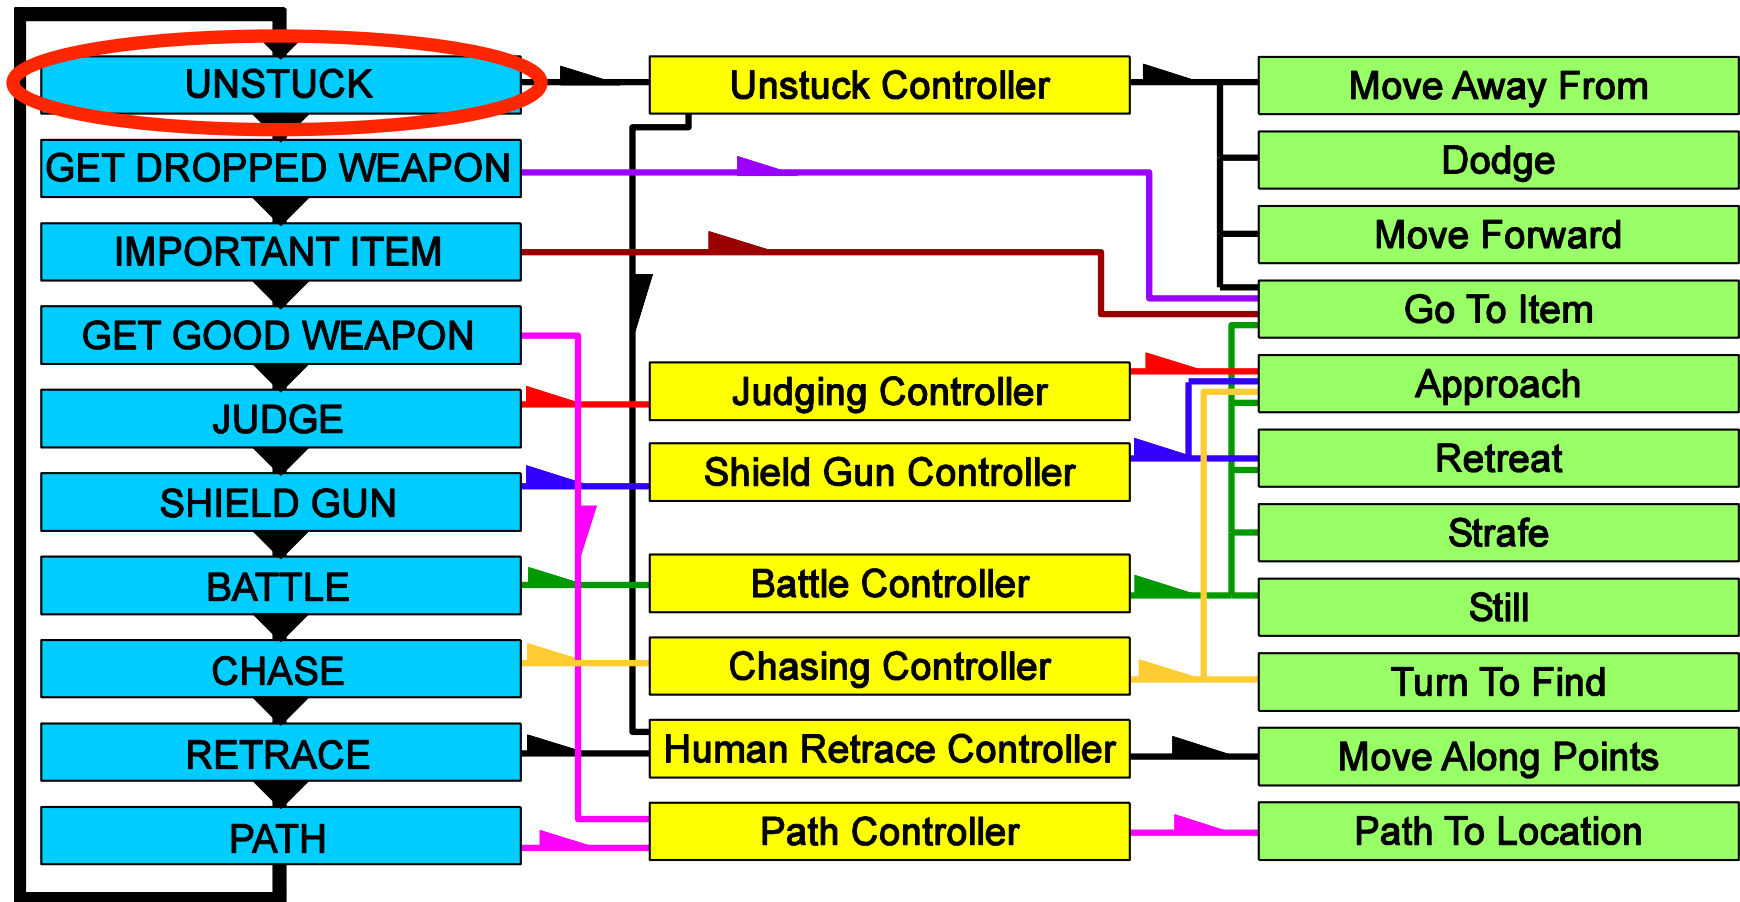 UNSTUCK
GET DROPPED WEAPON
IMPORTANT ITEM
GET GOOD WEAPON
JUDGE
SHIELD GUN
BATTLE
CHASE
RETRACE
PATH
Unstuck Controller
Judging Controller
Shield Gun Controller
Battle Controller
Chasing Controller
Human Retrace Controller
Path Controller
Move Away From
Dodge
Move Forward
Go To Item
Approach
Retreat
Strafe
Still
Turn To Find
Move Along Points
Path To Location